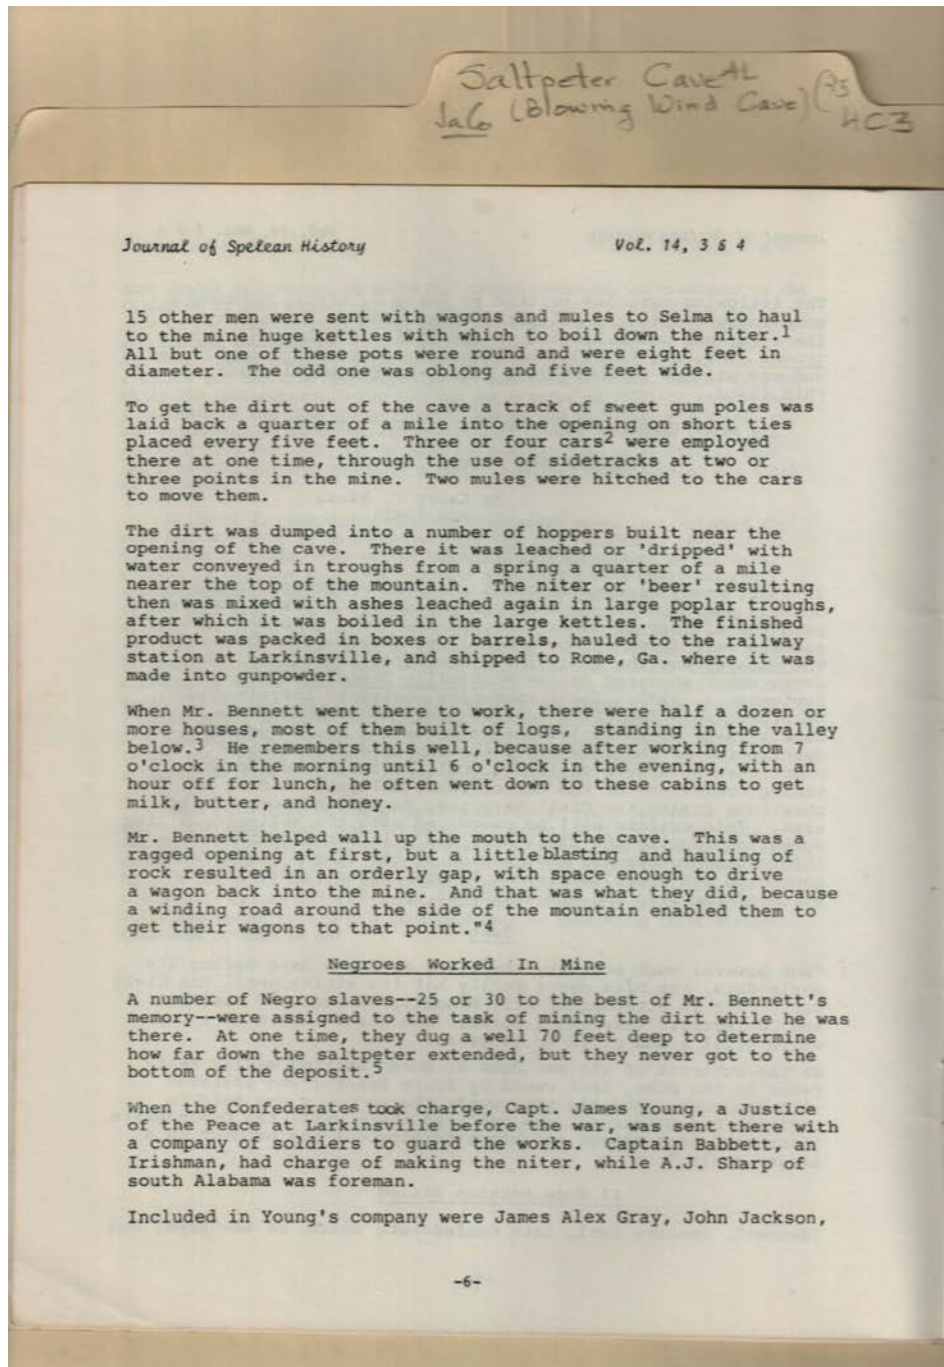 Saltpeter Cave AL
JaCo (Blowing Wind Cave)
HC3
Journal of Spelean History Vol. 14, 3 & 4
15 other men were sent with wagons and mules to Selma to haul
to the mine huge kettles with which to boil down the niter.1
All but one of these pots were round and were eight feet in
diameter. The odd one was oblong and five feet wide.
To get the dirt out of the cave a track of sweet gum poles was
laid back a quarter of a mile into the opening on short ties
placed every five feet. Three or four cars2 were employed
there at one time, through the use of sidetracks at two or
three points in the mine. Two mules were hitched to the cars
to move them.
The dirt was dumped into a number of hoppers built near the
opening of the cave. There it was leached or 'dripped' with
water conveyed in troughs from a spring a quarter of a mile
nearer the top of the mountain. The niter or 'beer' resulting
then was mixed with ashes leached again in large poplar troughs,
after which it was boiled in the large kettles. The finished
product was packed in boxes or barrels, hauled to the railway
station at Larkinsville, and shipped to Rome, Ga. where it was
made into gunpowder.
When Mr. Bennett went there to work, there were half a dozen or
more houses, most of them built of logs, standing in the valley
below.3 He remembers this well, because after working from 7
o'clock in the morning until 6 o'clock in the evening, with an
hour off for lunch, he often went down to these cabins to get
milk, butter, and honey.
Mr. Bennett helped wall up the mouth to the cave. This was a
ragged opening at first, but a little blasting and hauling of
rock resulted in an orderly gap, with space enough to drive
a wagon back into the mine. And that was what they did, because
a winding road around the side of the mountain enabled them to
get their wagons to that point."4
Negroes Worked In Mine
A number of Negro slaves--25 or 30 to the best of Mr. Bennett's
memory--were assigned to the task of mining the dirt while he was
there. At one time, they dug a well 70 feet deep to determine
how far down the saltpeter extended, but they never got to the
bottom of the deposit.5
When the Confederates took charge, Capt. James Young, a Justice
of the Peace at Larkinsville before the war, was sent there with
a company of soldiers to guard the works. Captain Babbett, an
Irishman, had charge of making the niter, while A.J. Sharp of
south Alabama was foreman.
Included in Young's company were James Alex Gray, John Jackson,
-6-